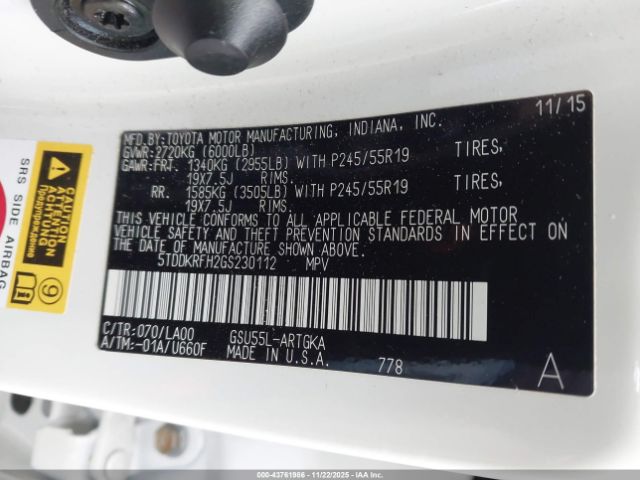 11/15
MFD.BY:TOYOTA MOTOR MANUFACTURING, INDIANA, INC.
GVWR:2720KG (6000LB)
GAWR:FRT. 1340KG (2955LB) WITH P245/55R19 TIRES,
19X7.5J RIMS.
RR. 1585KG (3505LB) WITH P245/55R19 TIRES,
19X7.5J RIMS.
THIS VEHICLE CONFORMS TO ALL APPLICABLE FEDERAL MOTOR
VEHICLE SAFETY AND THEFT PREVENTION STANDARDS IN EFFECT ON
THE DATE OF MANUFACTURE SHOWN ABOVE.
5TDDKRFH2GS230112 MPV
C/TR:070/LA00 GSU55L-ARTGKA
A/TM:-01A/U660F MADE IN U.S.A.
778
A
SRS SIDE AIRBAG
ACHTUNG
Предупреждение
9
000-43761986 - 11/22/2025 - IAA Inc.